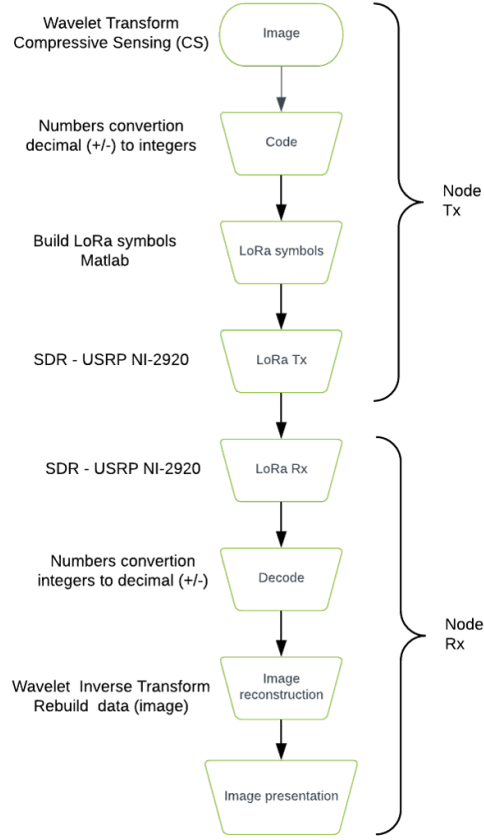 Wavelet Transform
Compressive Sensing (CS)
Image
Numbers convertion
decimal (+/-) to integers
Code
Node
Tx
Build LoRa symbols
Matlab
LoRa symbols
SDR - USRP NI-2920
LoRa Tx
SDR - USRP NI-2920
LoRa Rx
Numbers convertion
integers to decimal (+/-)
Decode
Node
Rx
Wavelet Inverse Transform
Rebuild data (image)
Image
reconstruction
Image presentation